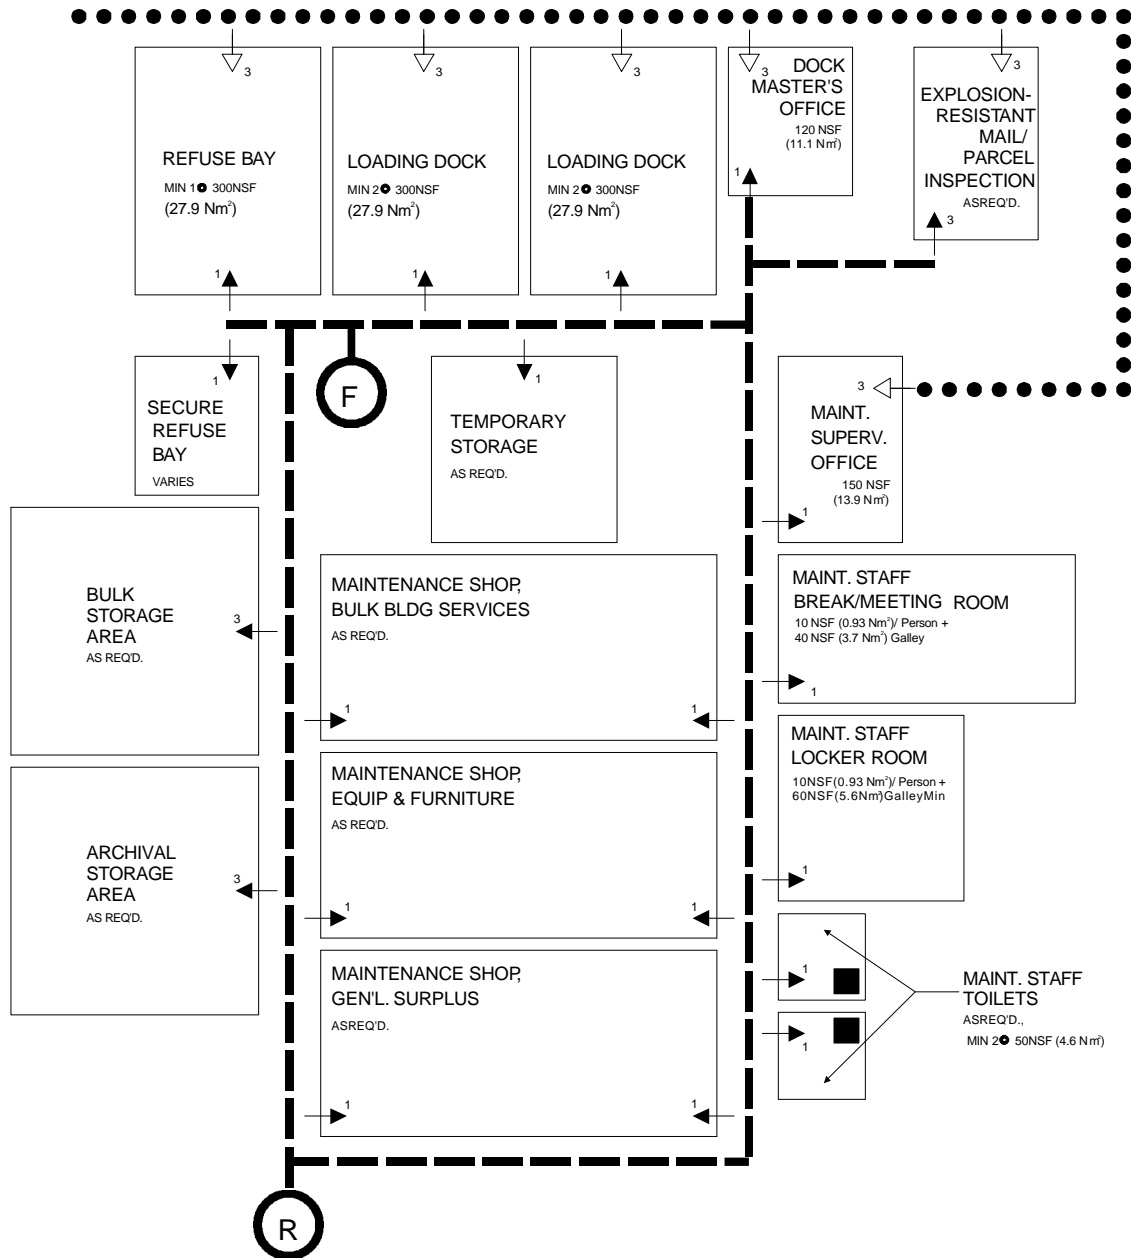 3
3
3
3
3
REFUSE BAY
MIN 1 300NSF
(27.9 Nm²)
1
LOADING DOCK
MIN 2 300NSF
(27.9 Nm²)
1
LOADING DOCK
MIN 2 300NSF
(27.9 Nm²)
1
DOCK
MASTER'S
OFFICE
120 NSF
(11.1 Nm²)
1
EXPLOSION-
RESISTANT
MAIL/
PARCEL
INSPECTION
ASREQ'D.
3
1
SECURE
REFUSE
BAY
VARIES
F
1
TEMPORARY
STORAGE
AS REQ'D.
3
MAINT.
SUPERV.
OFFICE
150 NSF
(13.9 Nm²)
1
BULK
STORAGE
AREA
AS REQ'D.
3
MAINTENANCE SHOP,
BULK BLDG SERVICES
AS REQ'D.
1
1
MAINT. STAFF
BREAK/MEETING ROOM
10 NSF (0.93 Nm²)/ Person +
40 NSF (3.7 Nm²) Galley
1
MAINTENANCE SHOP,
EQUIP & FURNITURE
AS REQ'D.
1
1
MAINT. STAFF
LOCKER ROOM
10NSF(0.93 Nm²)/ Person +
60NSF(5.6Nm²)GalleyMin
1
ARCHIVAL
STORAGE
AREA
AS REQ'D.
3
MAINTENANCE SHOP,
GEN'L. SURPLUS
ASREQ'D.
1
1
1
1
MAINT. STAFF
TOILETS
ASREQ'D.,
MIN 2 50NSF (4.6 Nm²)
R